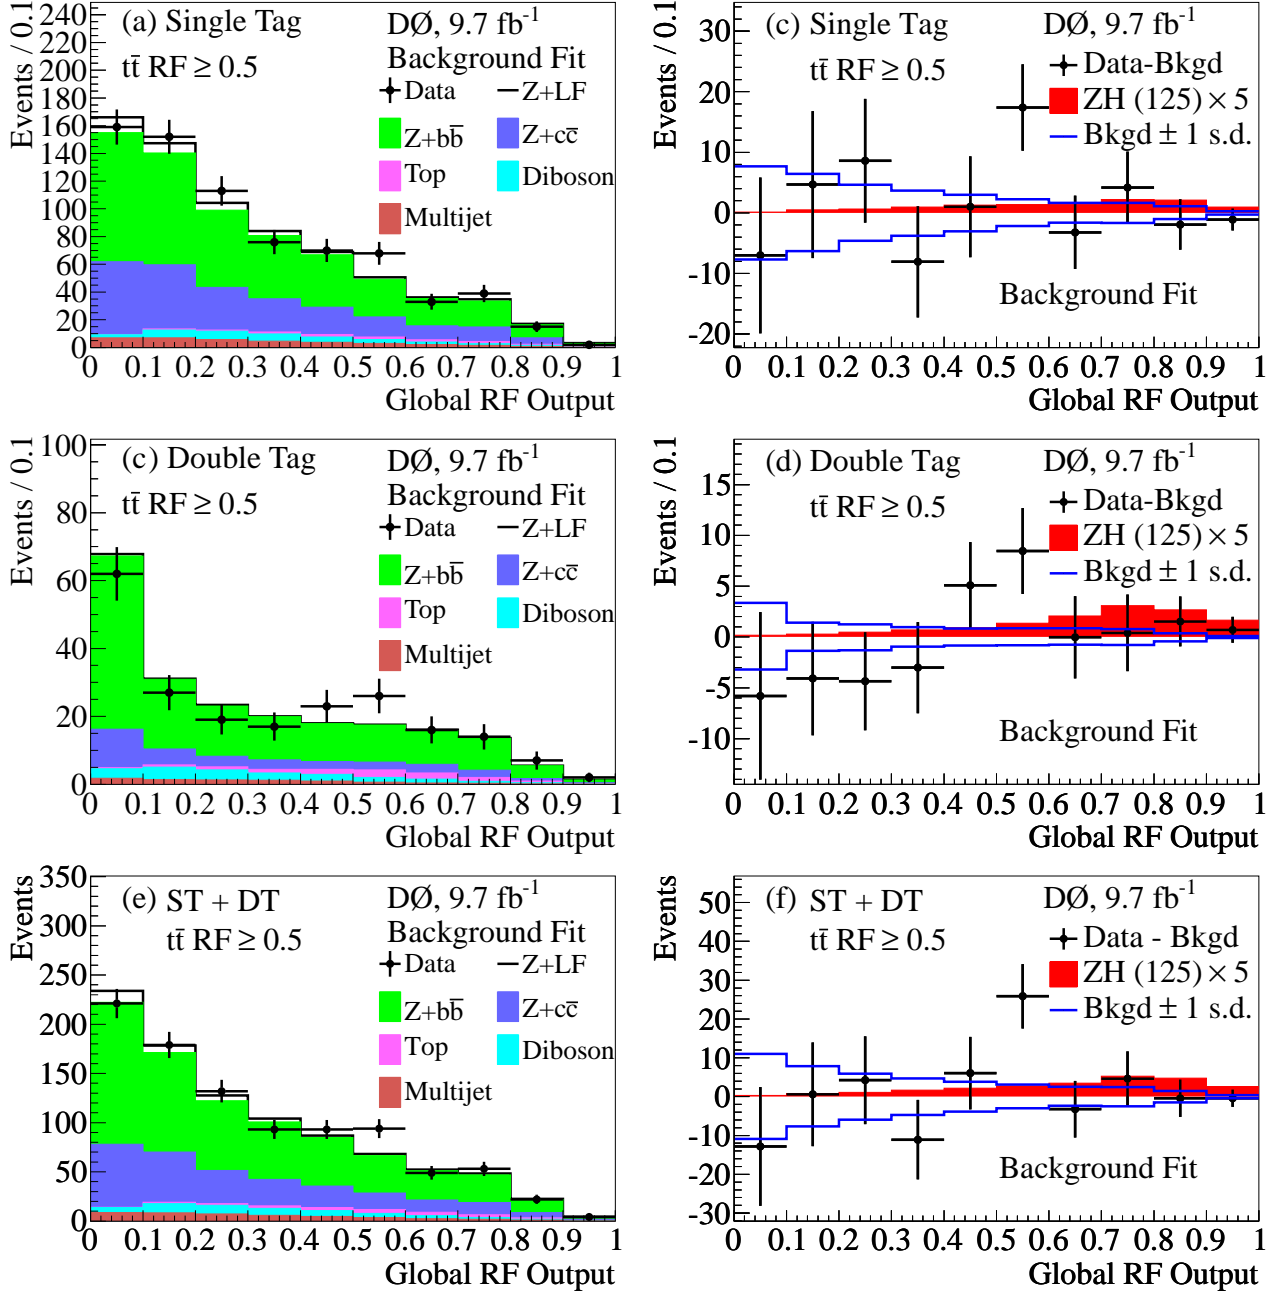 (a) Single Tag
tt̄ RF ≥ 0.5
DØ, 9.7 fb⁻¹
Background Fit
Data
Z+LF
Z+bb̄
Z+cc̄
Top
Diboson
Multijet
Events / 0.1
240
220
200
180
160
140
120
100
80
60
40
20
0
0 0.1 0.2 0.3 0.4 0.5 0.6 0.7 0.8 0.9 1
Global RF Output
(c) Single Tag
tt̄ RF ≥ 0.5
DØ, 9.7 fb⁻¹
Data-Bkgd
ZH (125) × 5
Bkgd ± 1 s.d.
Background Fit
Events / 0.1
30
20
10
0
-10
-20
0 0.1 0.2 0.3 0.4 0.5 0.6 0.7 0.8 0.9 1
Global RF Output
(c) Double Tag
tt̄ RF ≥ 0.5
DØ, 9.7 fb⁻¹
Background Fit
Data
Z+LF
Z+bb̄
Z+cc̄
Top
Diboson
Multijet
Events / 0.1
100
80
60
40
20
0
0 0.1 0.2 0.3 0.4 0.5 0.6 0.7 0.8 0.9 1
Global RF Output
(d) Double Tag
tt̄ RF ≥ 0.5
DØ, 9.7 fb⁻¹
Data-Bkgd
ZH (125) × 5
Bkgd ± 1 s.d.
Background Fit
Events / 0.1
15
10
5
0
-5
-10
0 0.1 0.2 0.3 0.4 0.5 0.6 0.7 0.8 0.9 1
Global RF Output
(e) ST + DT
tt̄ RF ≥ 0.5
DØ, 9.7 fb⁻¹
Background Fit
Data
Z+LF
Z+bb̄
Z+cc̄
Top
Diboson
Multijet
Events
350
300
250
200
150
100
50
0
0 0.1 0.2 0.3 0.4 0.5 0.6 0.7 0.8 0.9 1
Global RF Output
(f) ST + DT
tt̄ RF ≥ 0.5
DØ, 9.7 fb⁻¹
Data - Bkgd
ZH (125) × 5
Bkgd ± 1 s.d.
Background Fit
Events
50
40
30
20
10
0
-10
-20
-30
0 0.1 0.2 0.3 0.4 0.5 0.6 0.7 0.8 0.9 1
Global RF Output